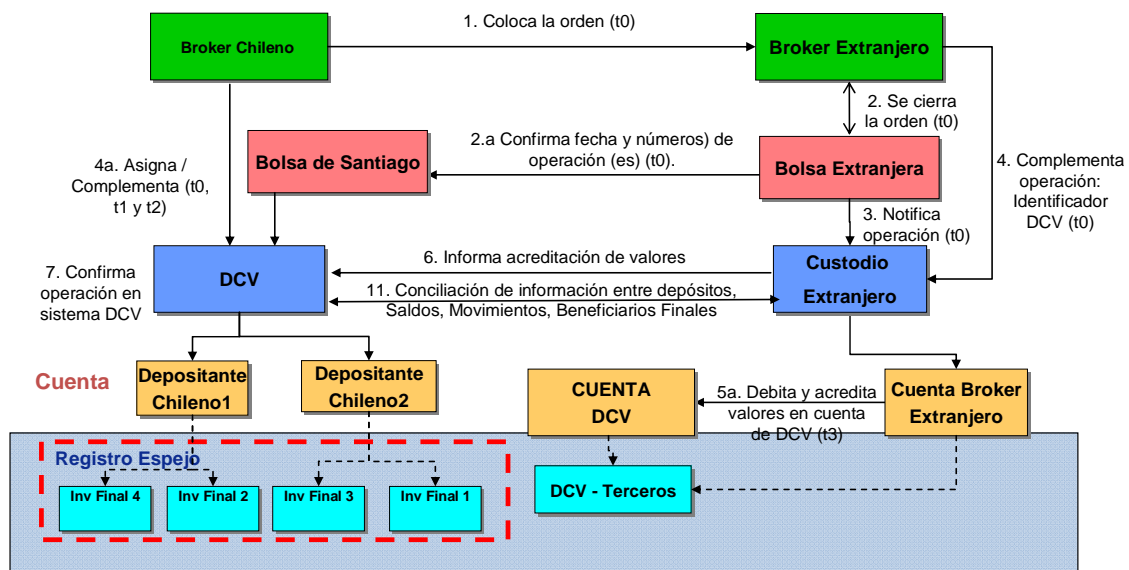 1. Coloca la orden (t0)
Broker Chileno
Broker Extranjero
2. Se cierra
la orden (t0)
2.a Confirma fecha y números) de
operación (es) (t0).
Bolsa de Santiago
Bolsa Extranjera
4. Complementa
operación:
Identificador
DCV (t0)
4a. Asigna /
Complementa (t0,
t1 y t2)
3. Notifica
operación (t0)
6. Informa acreditación de valores
7. Confirma
operación en
sistema DCV
DCV
Custodio
Extranjero
11. Conciliación de información entre depósitos,
Saldos, Movimientos, Beneficiarios Finales
Cuenta
Depositante
Chileno1
Depositante
Chileno2
CUENTA
DCV
5a. Debita y acredita
valores en cuenta
de DCV (t3)
Cuenta Broker
Extranjero
Registro Espejo
Inv Final 4
Inv Final 2
Inv Final 3
Inv Final 1
DCV - Terceros